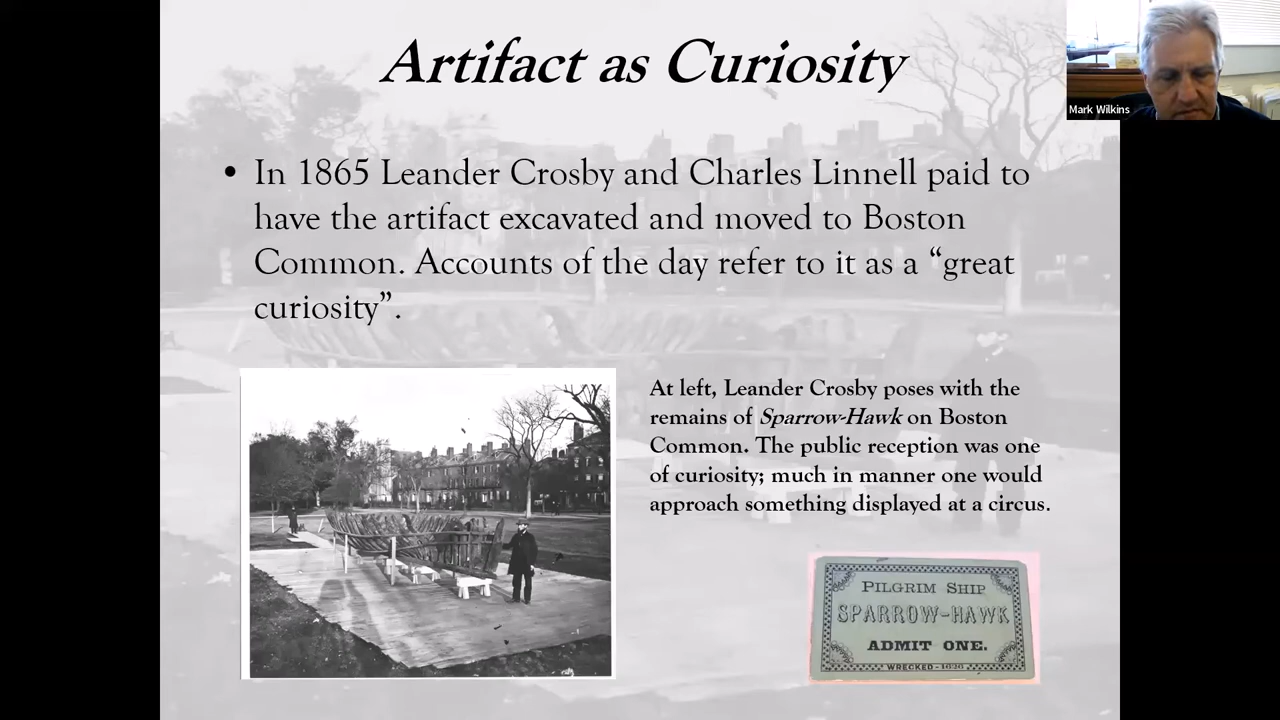 Artifact as Curiosity
Mark Wilkins
• In 1865 Leander Crosby and Charles Linnell paid to
have the artifact excavated and moved to Boston
Common. Accounts of the day refer to it as a “great
curiosity”.
At left, Leander Crosby poses with the
remains of Sparrow-Hawk on Boston
Common. The public reception was one
of curiosity; much in manner one would
approach something displayed at a circus.
PILGRIM SHIP
SPARROW-HAWK
ADMIT ONE.
WRECKED - 1626